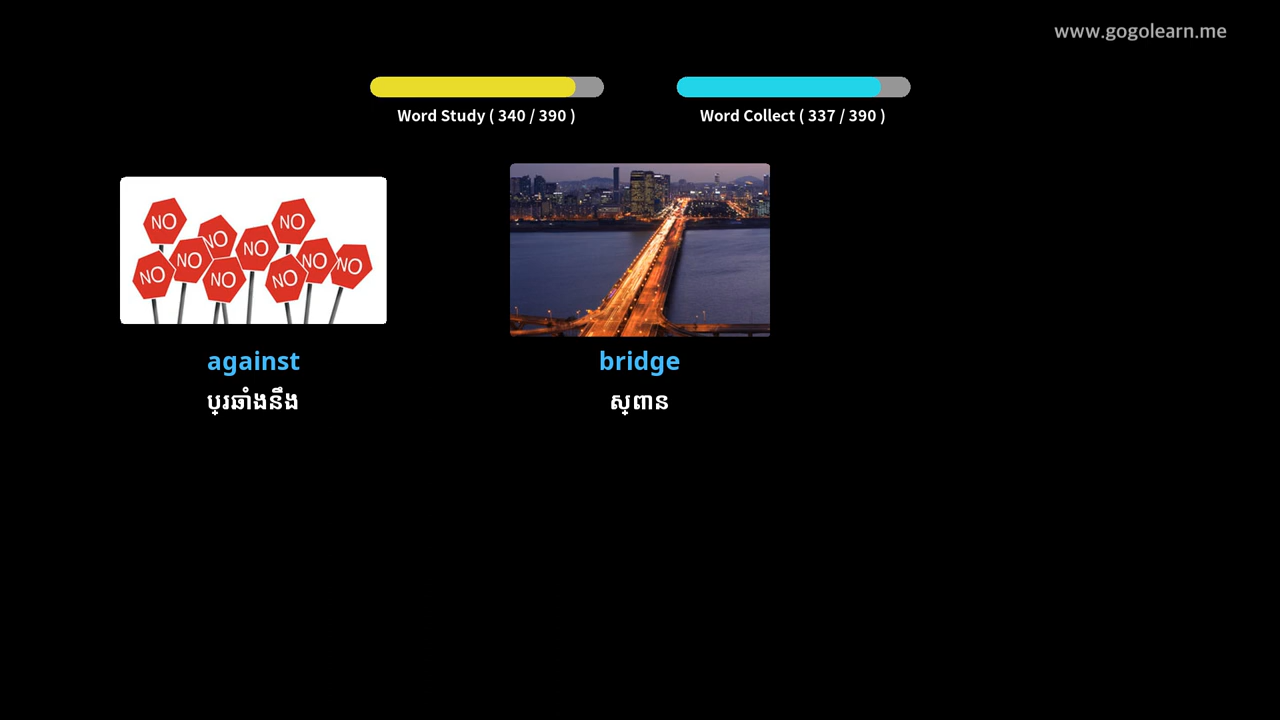 www.gogolearn.me
Word Study ( 340 / 390 )
Word Collect ( 337 / 390 )
NO
NO
NO
NO
NO
NO
NO
NO
NO
NO
against
bridge
ប្រឆាំងនឹង
ស្ពាន